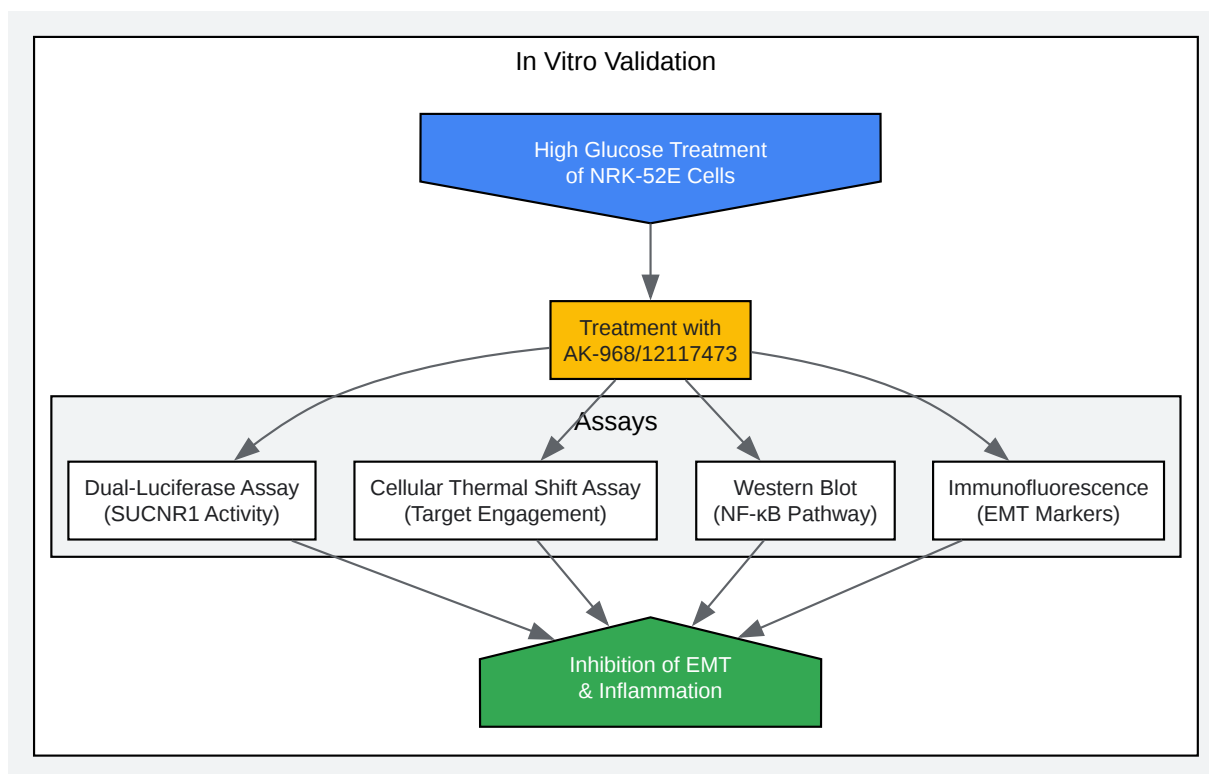 In Vitro Validation
High Glucose Treatment
of NRK-52E Cells
Treatment with
AK-968/12117473
Assays
Dual-Luciferase Assay
(SUCNR1 Activity)
Cellular Thermal Shift Assay
(Target Engagement)
Western Blot
(NF-κB Pathway)
Immunofluorescence
(EMT Markers)
Inhibition of EMT
& Inflammation